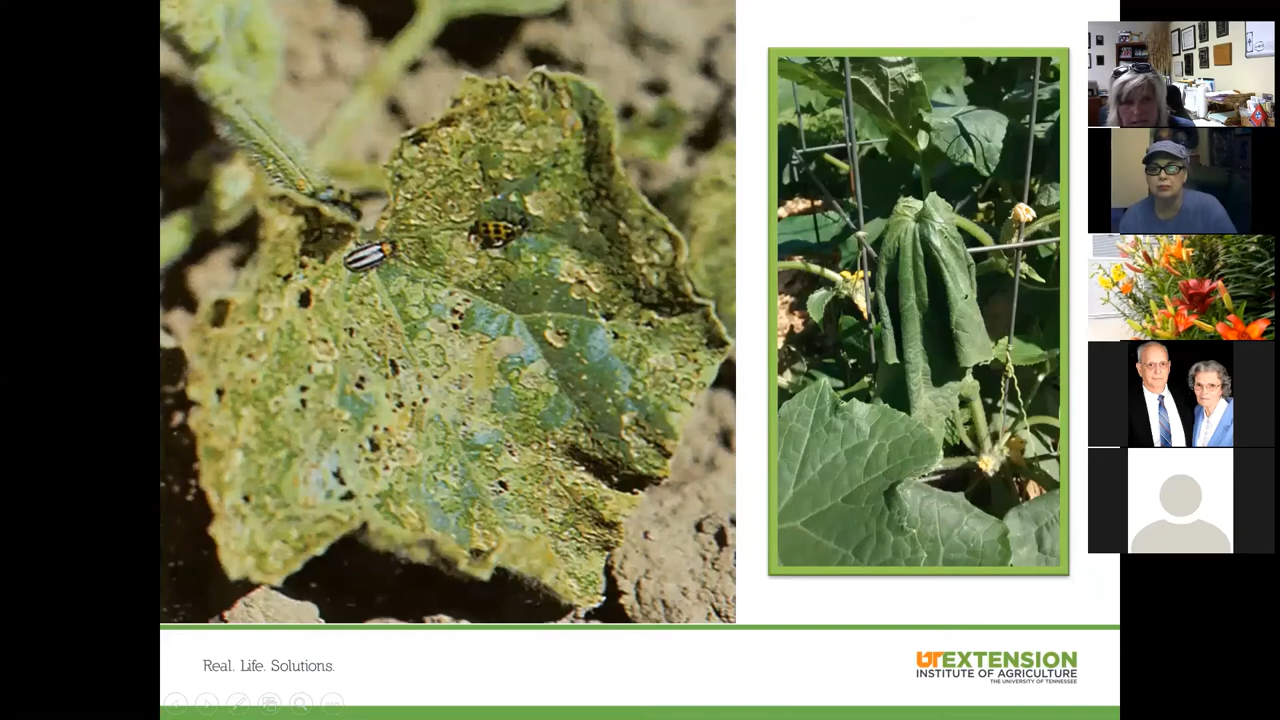 Real. Life. Solutions.
UTEXTENSION
INSTITUTE OF AGRICULTURE
THE UNIVERSITY OF TENNESSEE